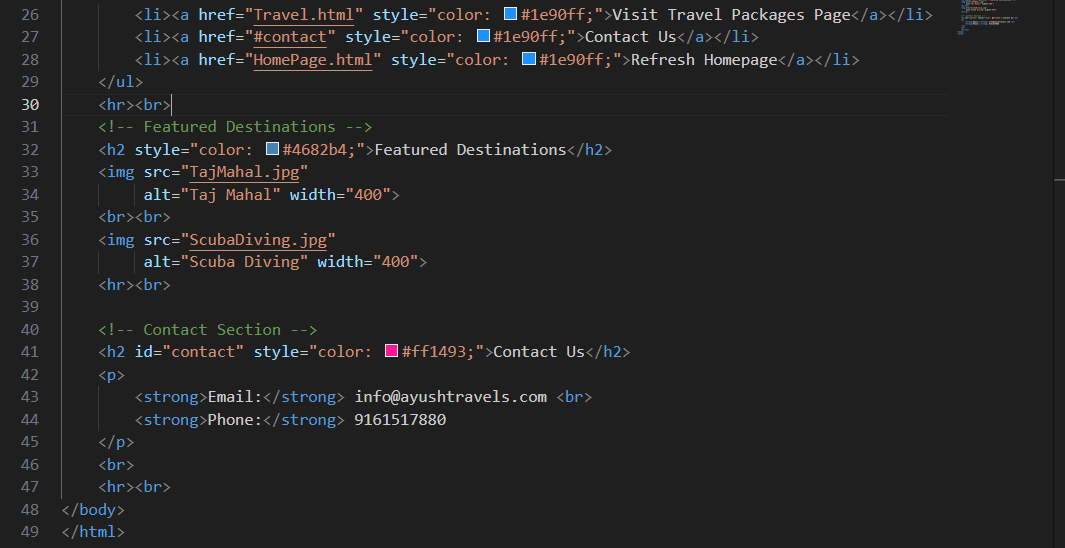 26 <li><a href="Travel.html" style="color: #1e90ff;">Visit Travel Packages Page</a></li>
27 <li><a href="#contact" style="color: #1e90ff;">Contact Us</a></li>
28 <li><a href="HomePage.html" style="color: #1e90ff;">Refresh Homepage</a></li>
29 </ul>
30 <hr><br>
31 <!-- Featured Destinations -->
32 <h2 style="color: #4682b4;">Featured Destinations</h2>
33 <img src="TajMahal.jpg"
34 alt="Taj Mahal" width="400">
35 <br><br>
36 <img src="ScubaDiving.jpg"
37 alt="Scuba Diving" width="400">
38 <hr><br>
39
40 <!-- Contact Section -->
41 <h2 id="contact" style="color: #ff1493;">Contact Us</h2>
42 <p>
43 <strong>Email:</strong> info@ayushtravels.com <br>
44 <strong>Phone:</strong> 9161517880
45 </p>
46 <br>
47 <hr><br>
48 </body>
49 </html>